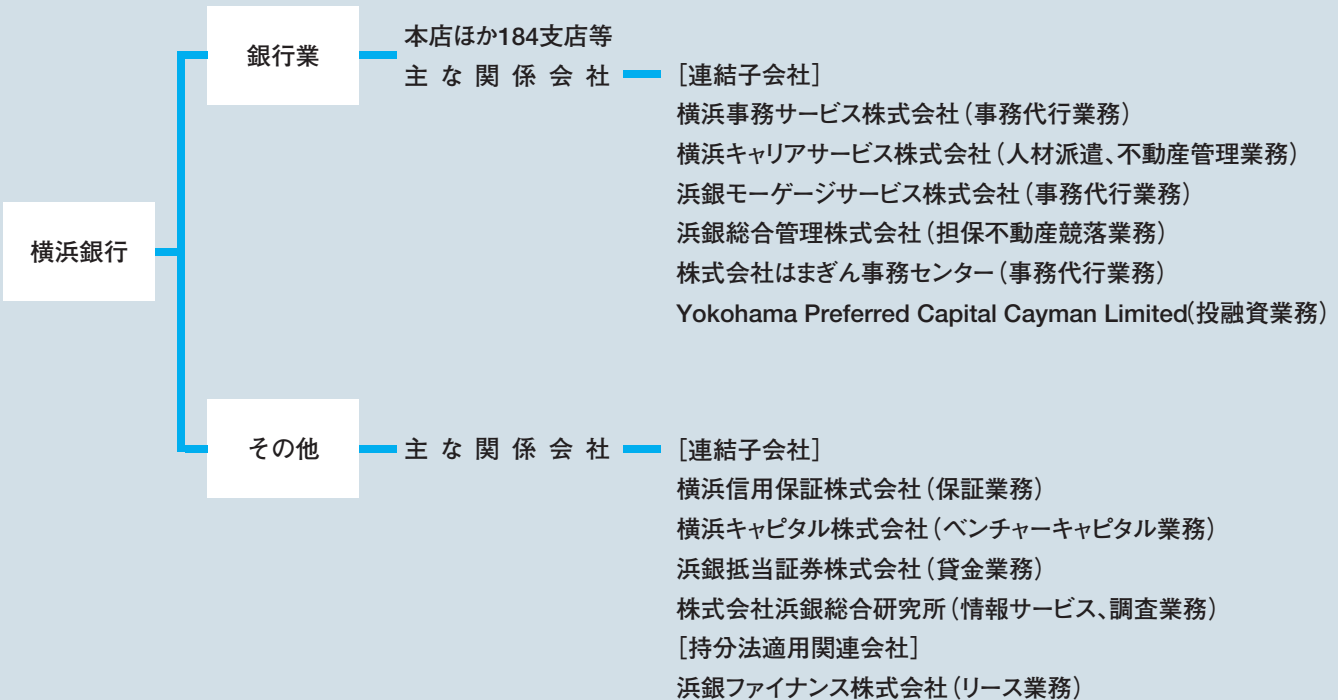 横浜銀行
銀行業
本店ほか184支店等
主な関係会社
［連結子会社］
横浜事務サービス株式会社（事務代行業務）
横浜キャリアサービス株式会社（人材派遣、不動産管理業務）
浜銀モーゲージサービス株式会社（事務代行業務）
浜銀総合管理株式会社（担保不動産競落業務）
株式会社はまぎん事務センター（事務代行業務）
Yokohama Preferred Capital Cayman Limited(投融資業務）
その他
主な関係会社
［連結子会社］
横浜信用保証株式会社（保証業務）
横浜キャピタル株式会社（ベンチャーキャピタル業務）
浜銀抵当証券株式会社（貸金業務）
株式会社浜銀総合研究所（情報サービス、調査業務）
［持分法適用関連会社］
浜銀ファイナンス株式会社（リース業務）